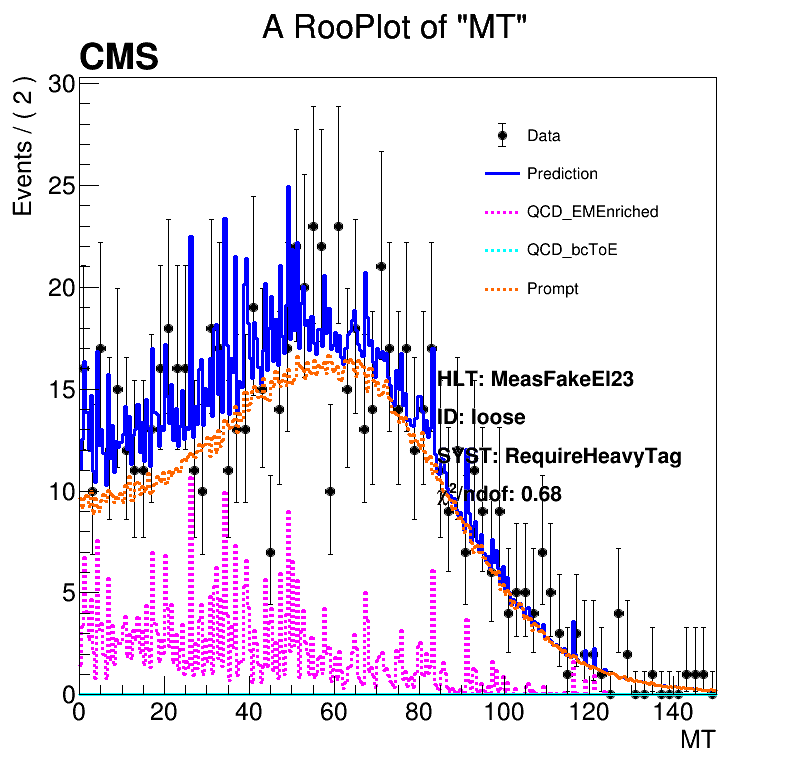 A RooPlot of "MT"
CMS
Events / ( 2 )
30
25
20
15
10
5
0
Data
Prediction
QCD_EMEnriched
QCD_bcToE
Prompt
HLT: MeasFakeEl23
ID: loose
SYST: RequireHeavyTag
χ²/ndof: 0.68
0 20 40 60 80 100 120 140
MT